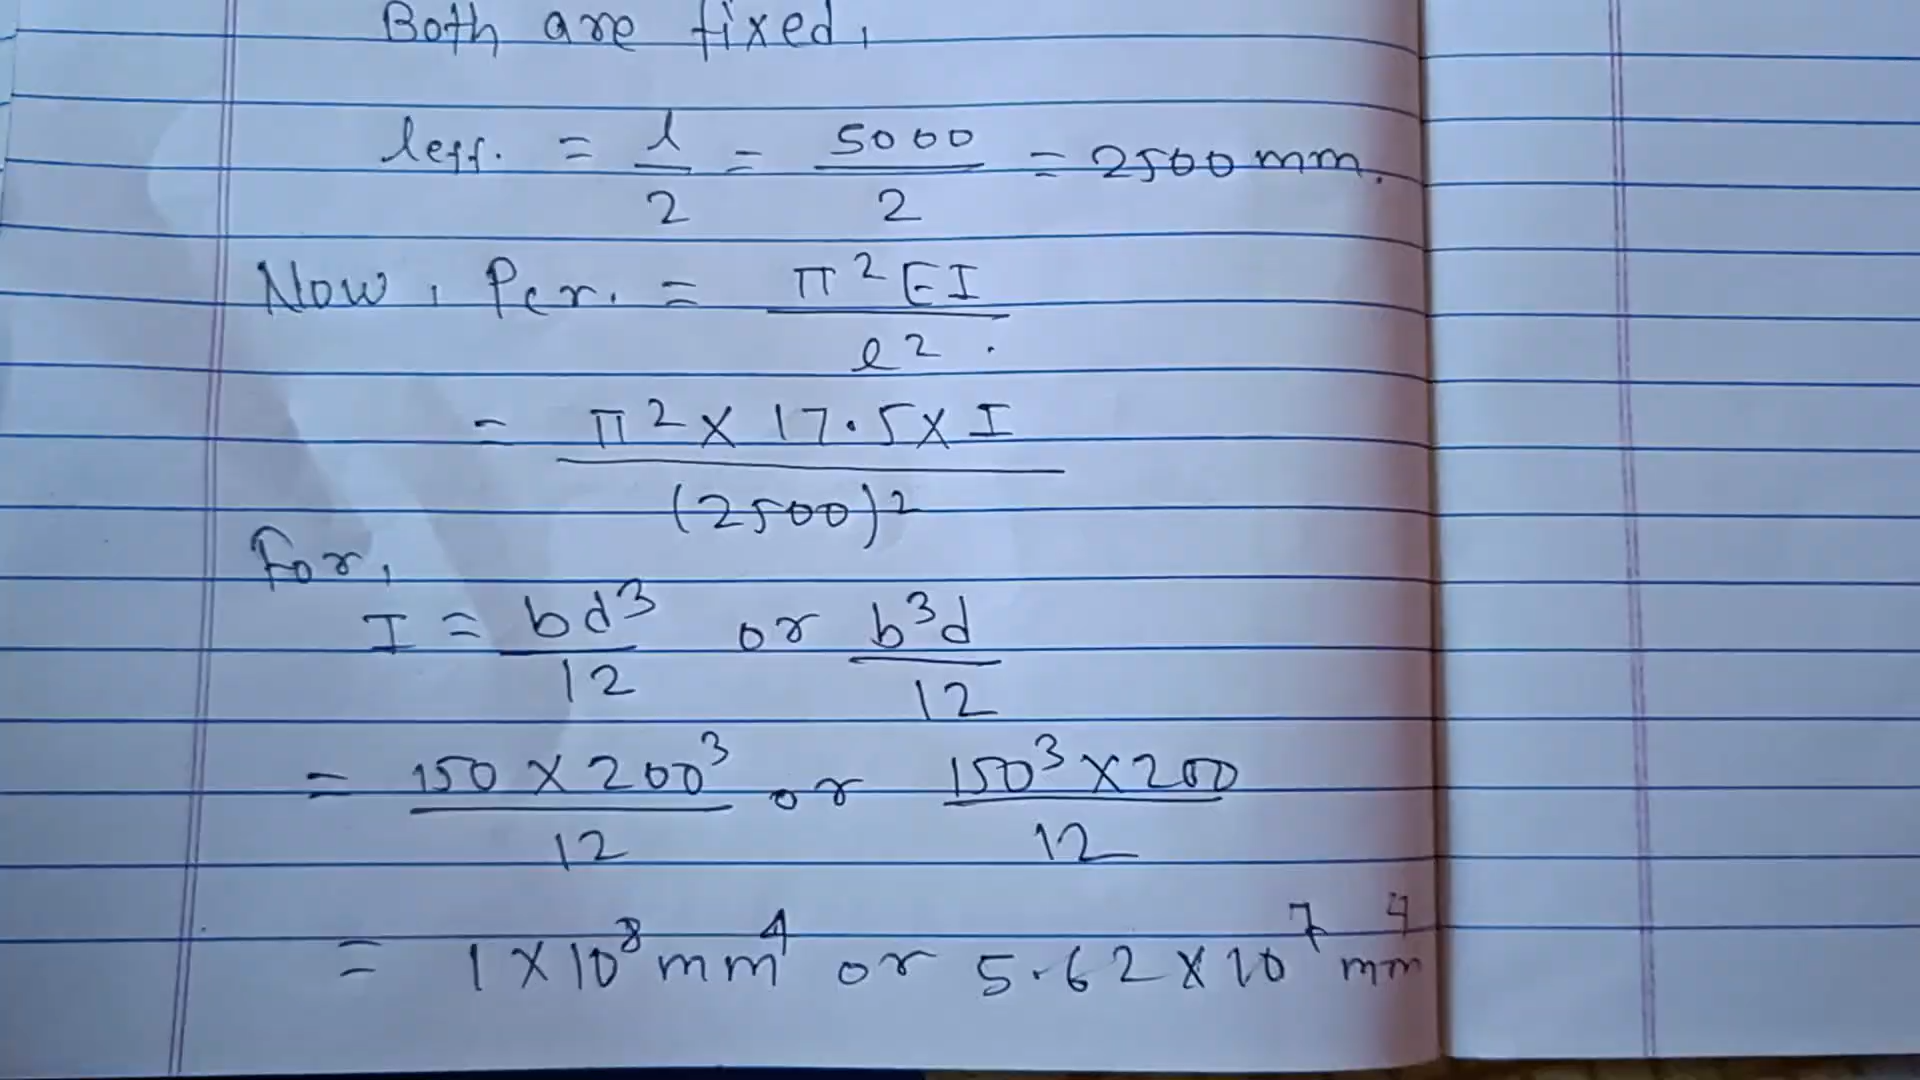 Both are fixed,
leff. = l/2 = 5000/2 = 2500 mm.
Now, Pcr. = π²EI/l².
= π² x 17.5 x I/(2500)²
For,
I = bd³/12 or b³d/12
= 150 x 200³/12 or 150³ x 200/12
= 1 x 10⁸ mm⁴ or 5.62 x 10⁷ mm⁴